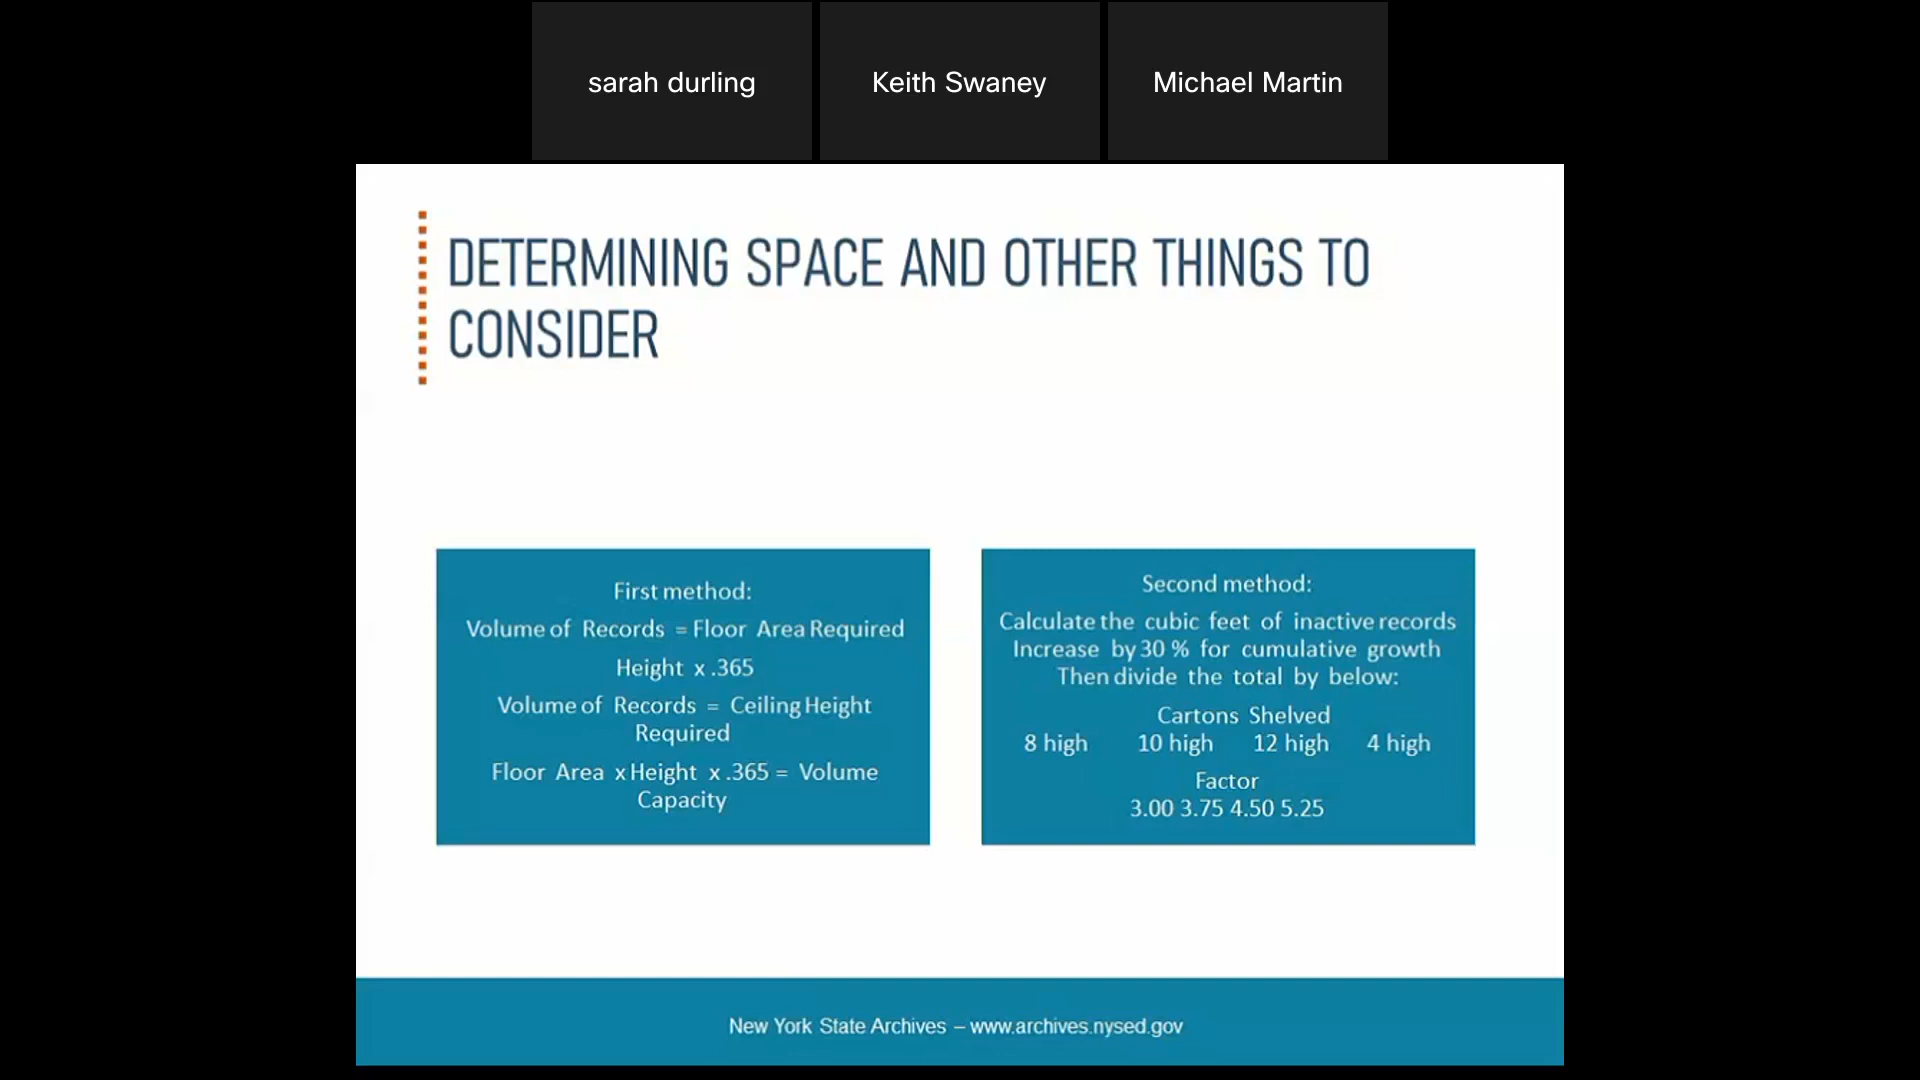 sarah durling
Keith Swaney
Michael Martin
DETERMINING SPACE AND OTHER THINGS TO
CONSIDER
First method:
Volume of Records = Floor Area Required
Height x .365
Volume of Records = Ceiling Height
Required
Floor Area x Height x .365 = Volume
Capacity
Second method:
Calculate the cubic feet of inactive records
Increase by 30 % for cumulative growth
Then divide the total by below:
Cartons Shelved
8 high 10 high 12 high 4 high
Factor
3.00 3.75 4.50 5.25
New York State Archives – www.archives.nysed.gov